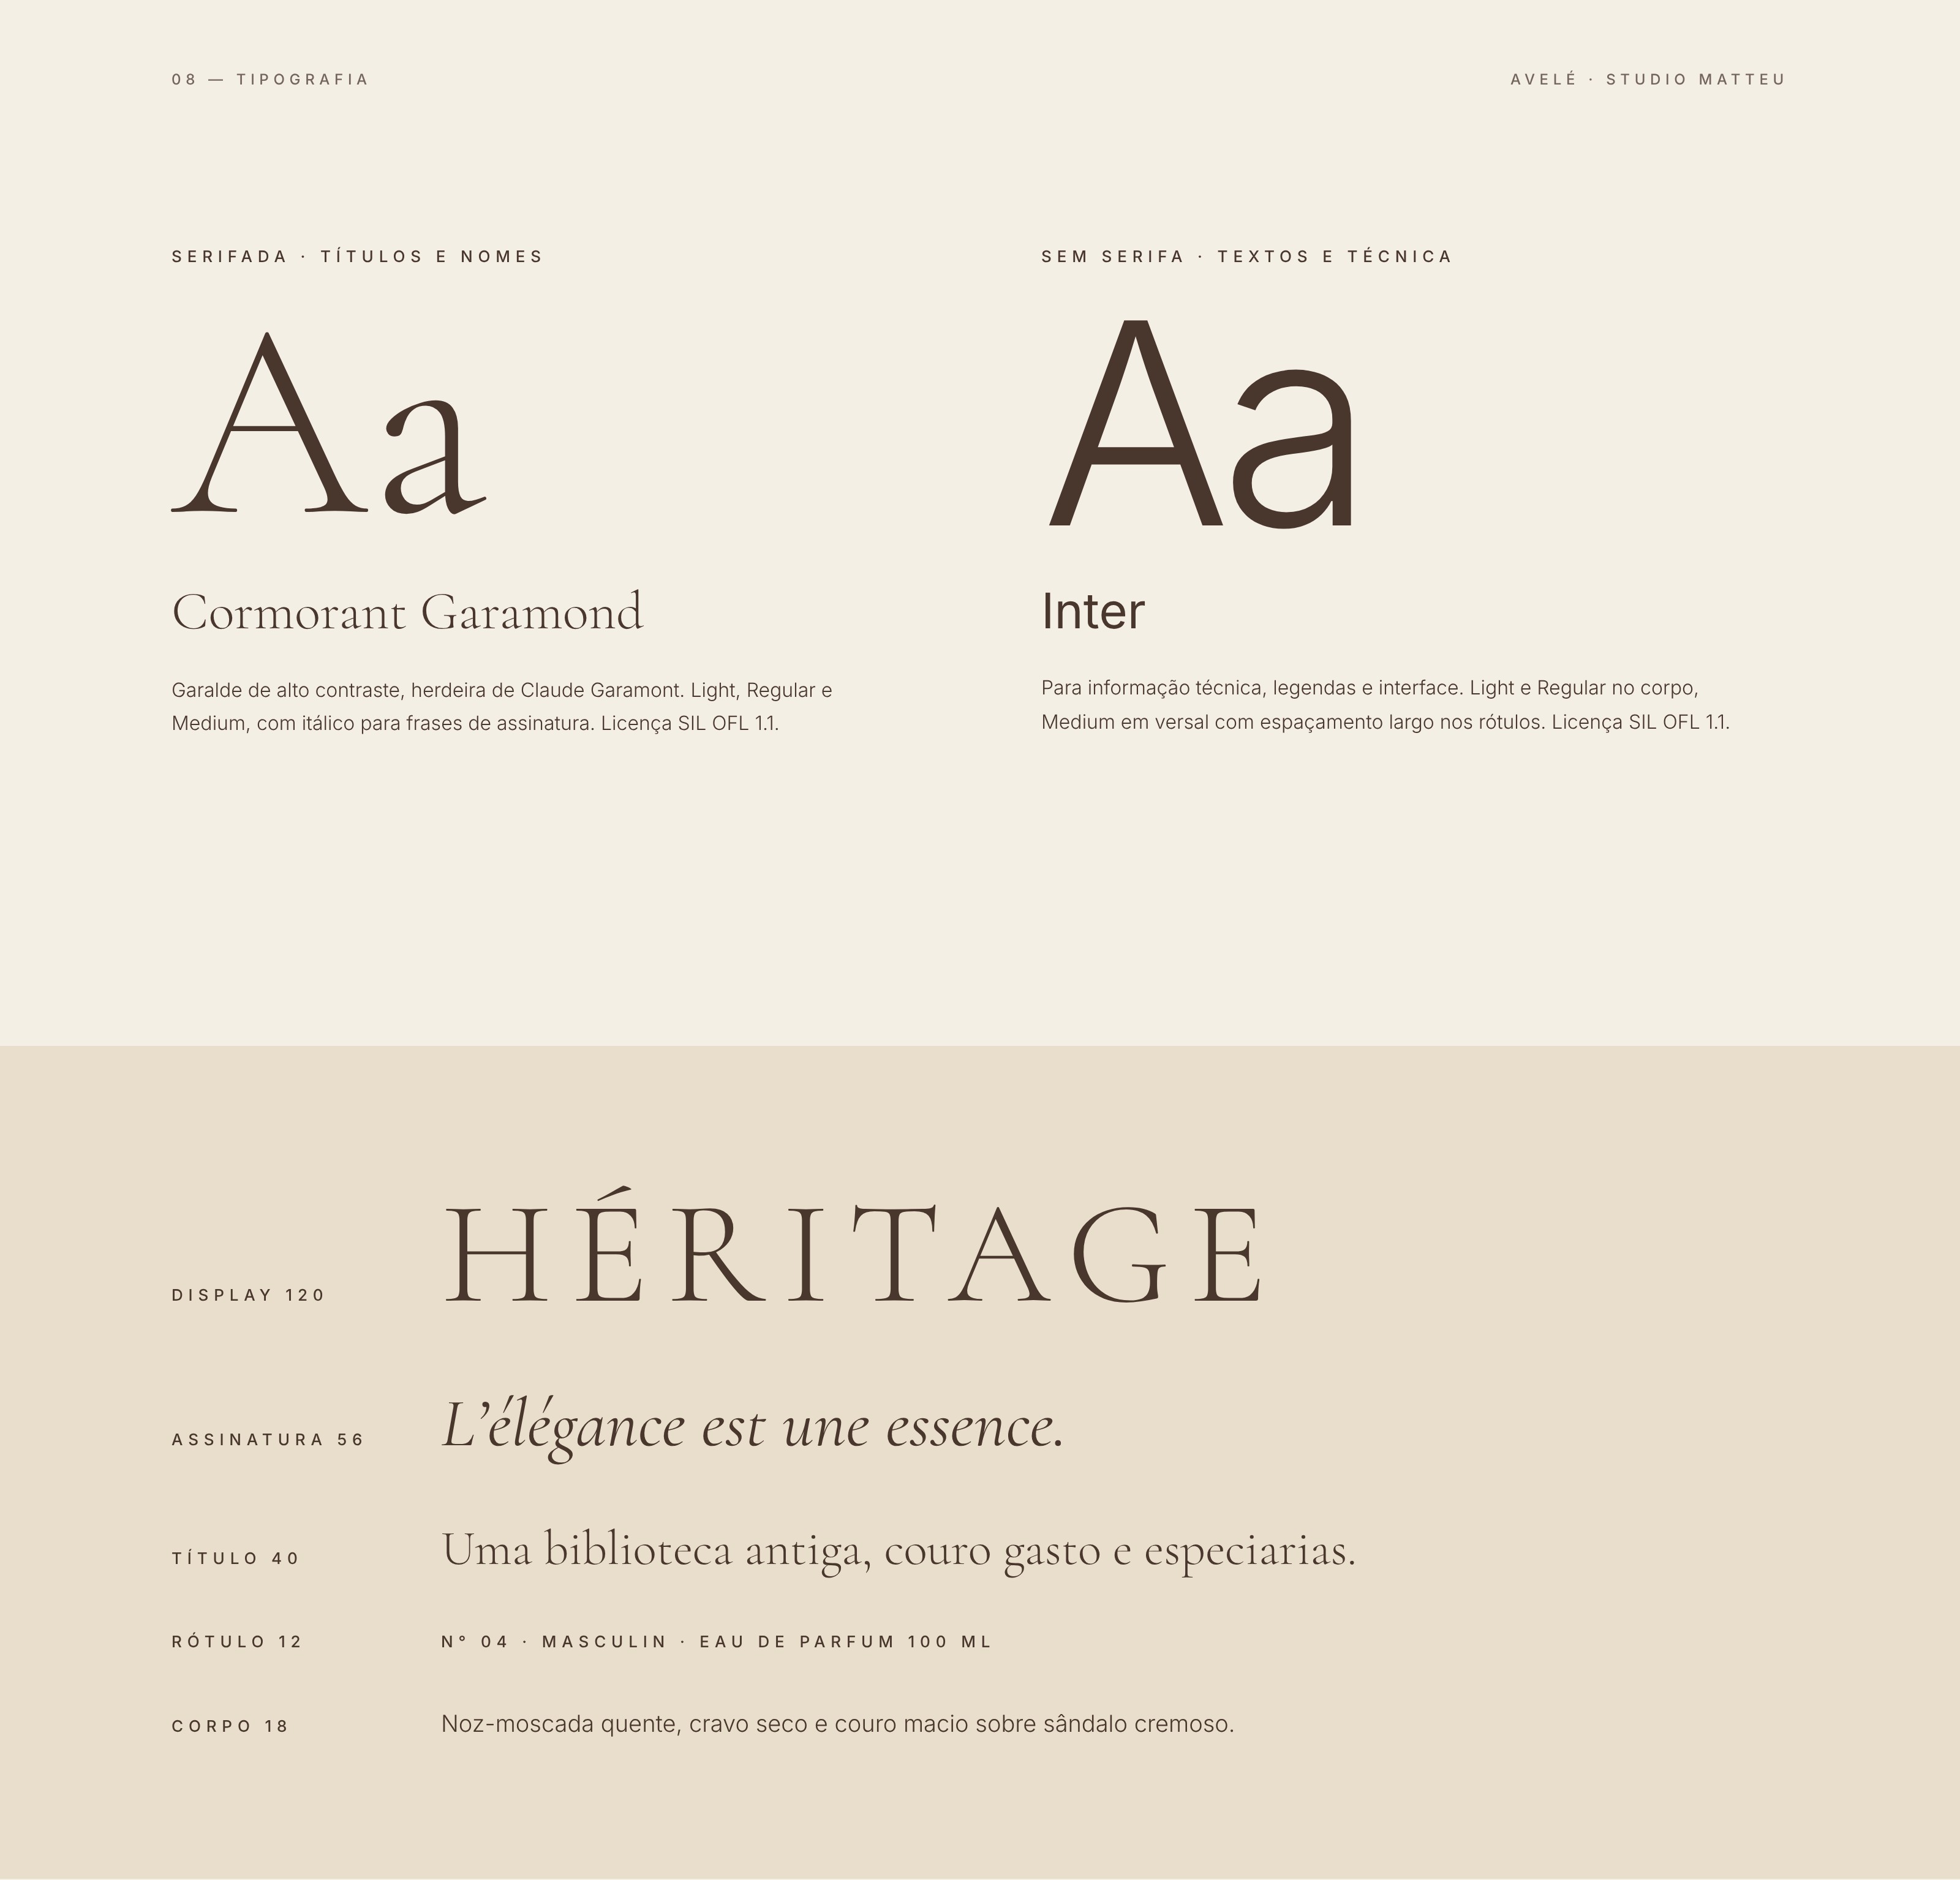 08 — TIPOGRAFIA
AVELÉ · STUDIO MATTEU
SERIFADA · TÍTULOS E NOMES
Aa
Cormorant Garamond
Garalde de alto contraste, herdeira de Claude Garamont. Light, Regular e
Medium, com itálico para frases de assinatura. Licença SIL OFL 1.1.
SEM SERIFA · TEXTOS E TÉCNICA
Aa
Inter
Para informação técnica, legendas e interface. Light e Regular no corpo,
Medium em versal com espaçamento largo nos rótulos. Licença SIL OFL 1.1.
DISPLAY 120
HÉRITAGE
ASSINATURA 56
L’élégance est une essence.
TÍTULO 40
Uma biblioteca antiga, couro gasto e especiarias.
RÓTULO 12
N° 04 · MASCULIN · EAU DE PARFUM 100 ML
CORPO 18
Noz-moscada quente, cravo seco e couro macio sobre sândalo cremoso.